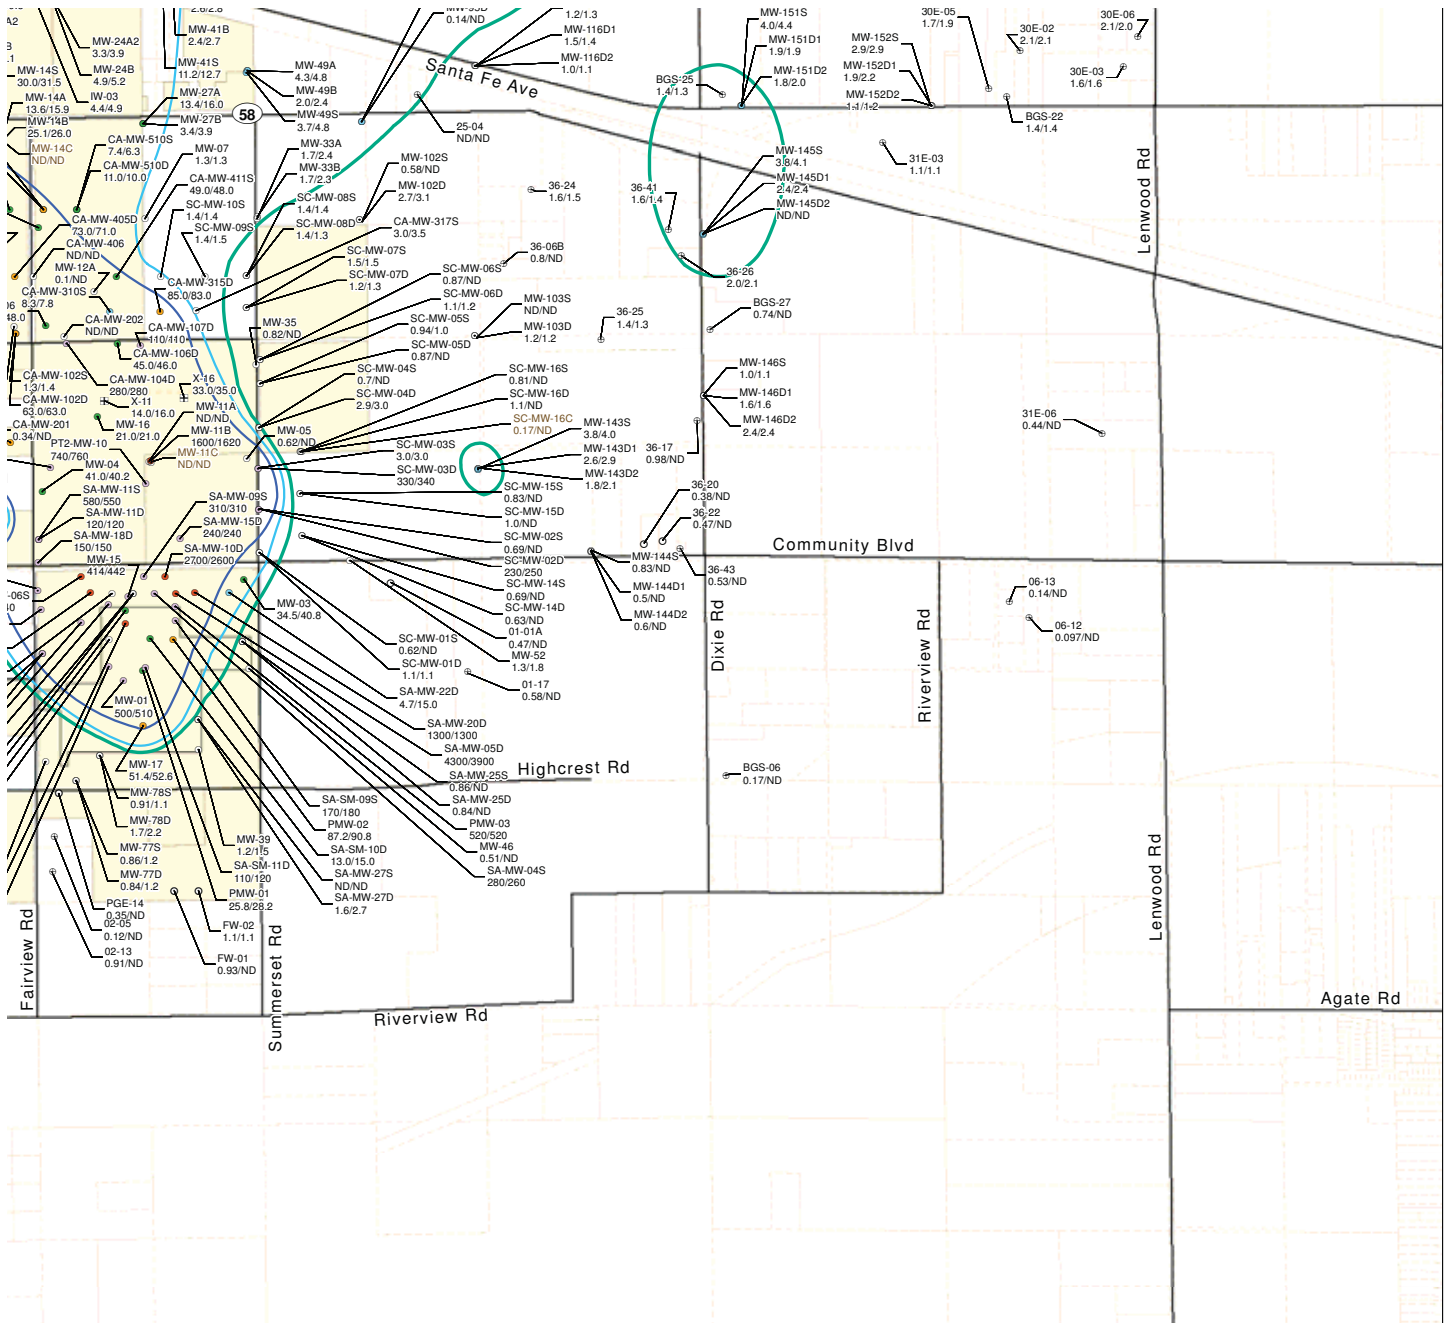 2.6/2.8
MW-41B
2.4/2.7
MW-24A2
3.3/3.9
MW-24B
4.9/5.2
MW-41S
11.2/12.7
MW-14S
30.0/31.5
IW-03
4.4/4.9
MW-27A
13.4/16.0
MW-14A
13.6/15.9
MW-14B
25.1/26.0
MW-27B
3.4/3.9
MW-14C
ND/ND
CA-MW-510S
7.4/6.3
CA-MW-510D
11.0/10.0
MW-07
1.3/1.3
CA-MW-411S
49.0/48.0
SC-MW-10S
1.4/1.4
SC-MW-09S
1.4/1.5
CA-MW-405D
73.0/71.0
CA-MW-406
ND/ND
MW-12A
0.1/ND
CA-MW-310S
8.3/7.8
CA-MW-315D
85.0/83.0
CA-MW-202
ND/ND
CA-MW-107D
110/110
CA-MW-106D
45.0/46.0
CA-MW-102S
1.3/1.4
CA-MW-104D
280/280
CA-MW-102D
63.0/63.0
X-16
33.0/35.0
X-11
14.0/16.0
MW-11A
ND/ND
CA-MW-201
0.34/ND
MW-16
21.0/21.0
MW-11B
1600/1620
MW-11C
ND/ND
PT2-MW-10
740/760
MW-04
41.0/40.2
SA-MW-11S
580/550
SA-MW-11D
120/120
SA-MW-18D
150/150
MW-15
414/442
SA-MW-09S
310/310
SA-MW-15D
240/240
SA-MW-10D
2700/2600
-06S
MW-03
34.5/40.8
58
MW-49A
4.3/4.8
MW-49B
2.0/2.4
MW-49S
3.7/4.8
MW-33A
1.7/2.4
MW-33B
1.7/2.3
SC-MW-08S
1.4/1.4
SC-MW-08D
1.4/1.3
0.14/ND
1.2/1.3
MW-116D1
1.5/1.4
MW-116D2
1.0/1.1
Santa Fe Ave
25-04
ND/ND
MW-102S
0.58/ND
MW-102D
2.7/3.1
CA-MW-317S
3.0/3.5
SC-MW-07S
1.5/1.5
SC-MW-07D
1.2/1.3
SC-MW-06S
0.87/ND
SC-MW-06D
1.1/1.2
SC-MW-05S
0.94/1.0
SC-MW-05D
0.87/ND
SC-MW-04S
0.7/ND
SC-MW-04D
2.9/3.0
MW-35
0.82/ND
MW-05
0.62/ND
SC-MW-03S
3.0/3.0
SC-MW-03D
330/340
36-24
1.6/1.5
36-06B
0.8/ND
MW-103S
ND/ND
MW-103D
1.2/1.2
36-25
1.4/1.3
SC-MW-16S
0.81/ND
SC-MW-16D
1.1/ND
SC-MW-16C
0.17/ND
MW-143S
3.8/4.0
MW-143D1
2.6/2.9
MW-143D2
1.8/2.1
SC-MW-15S
0.83/ND
SC-MW-15D
1.0/ND
SC-MW-02S
0.69/ND
SC-MW-02D
230/250
SC-MW-14S
0.69/ND
SC-MW-14D
0.63/ND
01-01A
0.47/ND
MW-52
1.3/1.8
01-17
0.58/ND
SC-MW-01S
0.62/ND
SC-MW-01D
1.1/1.1
SA-MW-22D
4.7/15.0
SA-MW-20D
1300/1300
SA-MW-05D
4300/3900
SA-MW-25S
0.86/ND
SA-MW-25D
0.84/ND
PMW-03
520/520
MW-46
0.51/ND
SA-MW-04S
280/260
Highcrest Rd
MW-151S
4.0/4.4
MW-151D1
1.9/1.9
MW-151D2
1.8/2.0
BGS-25
1.4/1.3
MW-152S
2.9/2.9
MW-152D1
1.9/2.2
MW-152D2
1.1/1.2
30E-05
1.7/1.9
30E-02
2.1/2.1
30E-06
2.1/2.0
30E-03
1.6/1.6
BGS-22
1.4/1.4
31E-03
1.1/1.1
Lenwood Rd
MW-145S
3.8/4.1
MW-145D1
2.4/2.4
MW-145D2
ND/ND
36-41
1.6/1.4
36-26
2.0/2.1
BGS-27
0.74/ND
MW-146S
1.0/1.1
MW-146D1
1.6/1.6
MW-146D2
2.4/2.4
36-17
0.98/ND
36-20
0.38/ND
36-22
0.47/ND
31E-06
0.44/ND
Community Blvd
MW-144S
0.83/ND
MW-144D1
0.5/ND
MW-144D2
0.6/ND
36-43
0.53/ND
06-13
0.14/ND
06-12
0.097/ND
Dixie Rd
Riverview Rd
BGS-06
0.17/ND
MW-01
500/510
MW-17
51.4/52.6
MW-78S
0.91/1.1
MW-78D
1.7/2.2
MW-77S
0.86/1.2
MW-77D
0.84/1.2
PGE-14
0.35/ND
02-05
0.12/ND
02-13
0.91/ND
MW-39
1.2/1.5
SA-SM-11D
110/120
PMW-01
25.8/28.2
FW-02
1.1/1.1
FW-01
0.93/ND
SA-SM-09S
170/180
PMW-02
87.2/90.8
SA-SM-10D
13.0/15.0
SA-MW-27S
ND/ND
SA-MW-27D
1.6/2.7
Fairview Rd
Summerset Rd
Riverview Rd
Lenwood Rd
Agate Rd